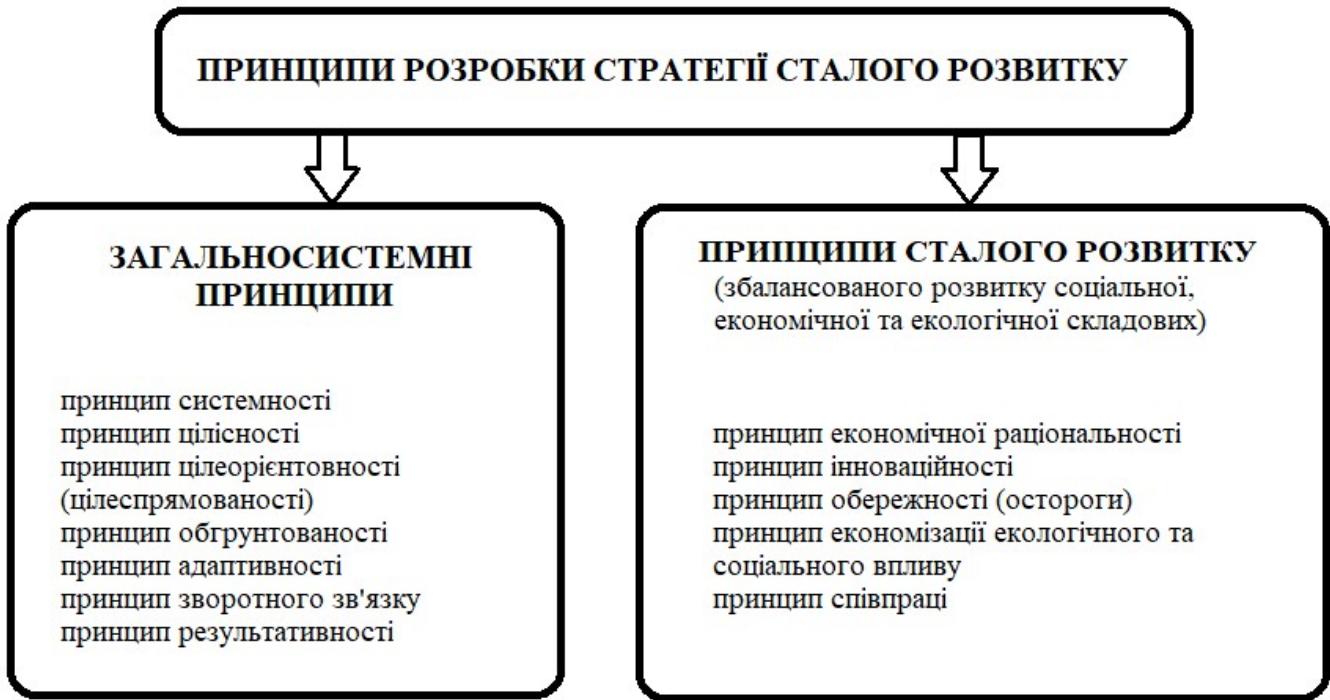 ПРИНЦИПИ РОЗРОБКИ СТРАТЕГІЇ СТАЛОГО РОЗВИТКУ
ЗАГАЛЬНОСИСТЕМНІ
ПРИНЦИПИ
принцип системності
принцип цілісності
принцип цілеорієнтовності
(цілеспрямованості)
принцип обгрунтованості
принцип адаптивності
принцип зворотного зв'язку
принцип результативності
ПРИПЦИПИ СТАЛОГО РОЗВИТКУ
(збалансованого розвитку соціальної,
економічної та екологічної складових)
принцип економічної раціональності
принцип інноваційності
принцип обережності (остороги)
принцип економізації екологічного та
соціального впливу
принцип співпраці